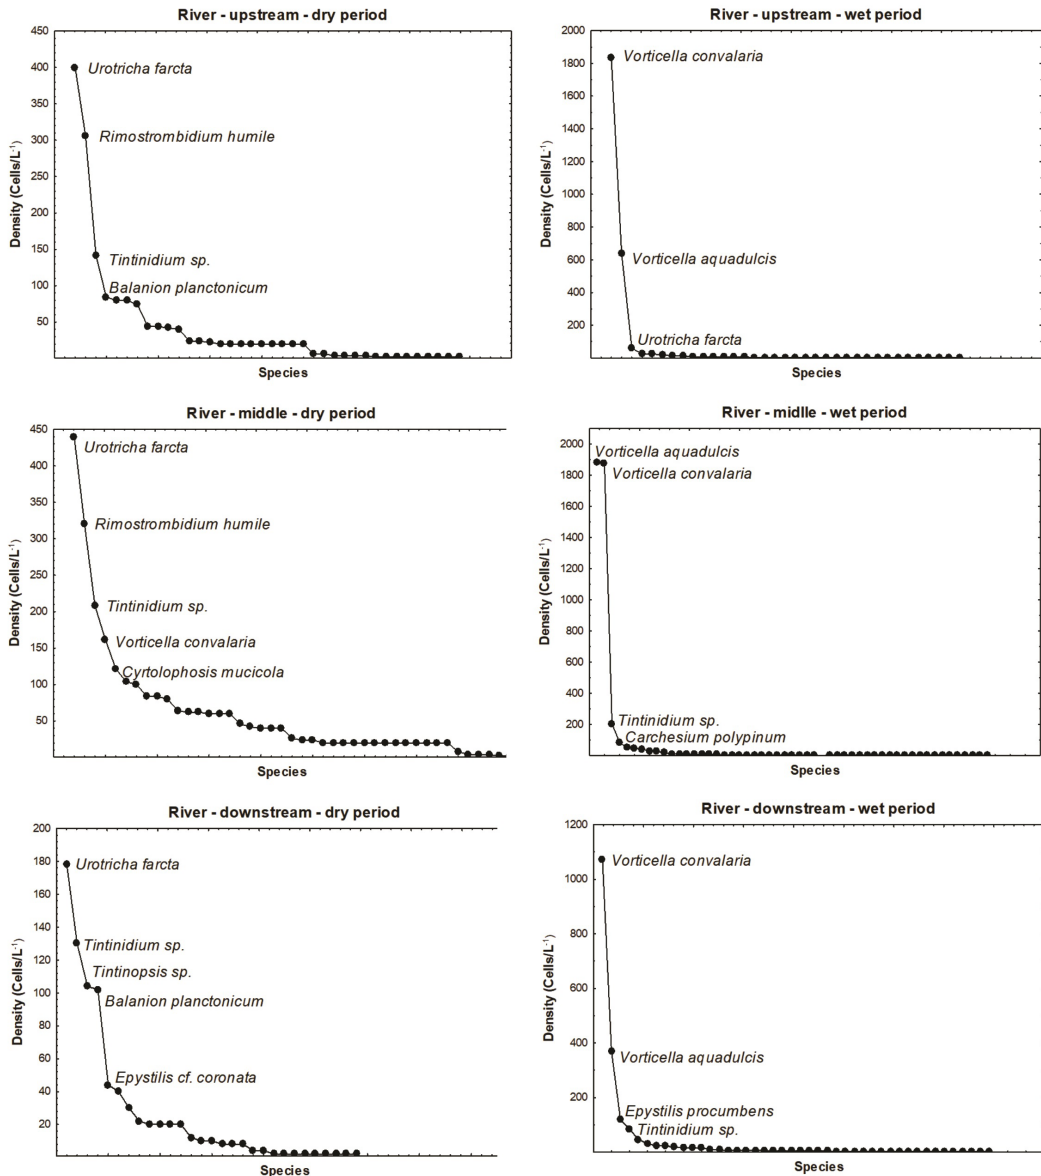 River - upstream - dry period
450
400
350
300
250
200
150
100
50
Density (Cells/L-1)
Urotricha farcta
Rimostrombidium humile
Tintinidium sp.
Balanion planctonicum
Species
River - upstream - wet period
2000
1800
1600
1400
1200
1000
800
600
400
200
Density (Cells/L-1)
Vorticella convalaria
Vorticella aquadulcis
Urotricha farcta
Species
River - middle - dry period
450
400
350
300
250
200
150
100
50
Density (Cells/L-1)
Urotricha farcta
Rimostrombidium humile
Tintinidium sp.
Vorticella convalaria
Cyrtolophosis mucicola
Species
River - midlle - wet period
2000
1800
1600
1400
1200
1000
800
600
400
200
Density (Cells/L-1)
Vorticella aquadulcis
Vorticella convalaria
Tintinidium sp.
Carchesium polypinum
Species
River - downstream - dry period
200
180
160
140
120
100
80
60
40
20
Density (Cells/L-1)
Urotricha farcta
Tintinidium sp.
Tintinopsis sp.
Balanion planctonicum
Epystilis cf. coronata
Species
River - downstream - wet period
1200
1000
800
600
400
200
Density (Cells/L-1)
Vorticella convalaria
Vorticella aquadulcis
Epystilis procumbens
Tintinidium sp.
Species